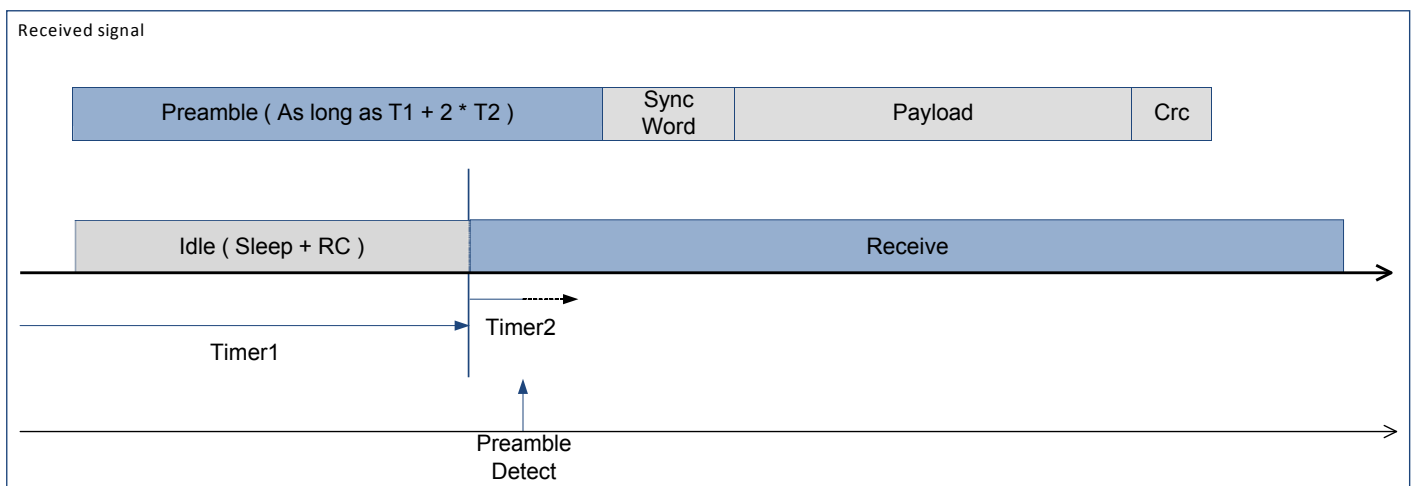 Received signal
Preamble ( As long as T1 + 2 * T2 )
Sync
Word
Payload
Crc
Idle ( Sleep + RC )
Receive
Timer2
Timer1
Preamble
Detect